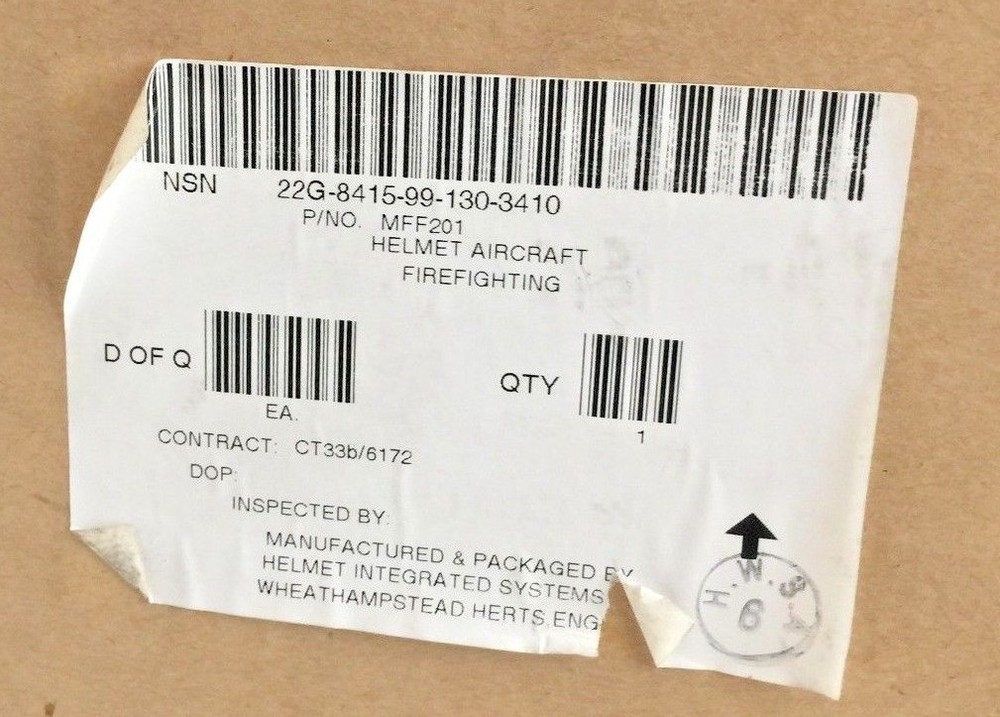 NSN 22G-8415-99-130-3410
P/NO. MFF201
HELMET AIRCRAFT
FIREFIGHTING
D OF Q
EA.
QTY
1
CONTRACT: CT33b/6172
DOP:
INSPECTED BY:
MANUFACTURED & PACKAGED BY
HELMET INTEGRATED SYSTEMS
WHEATHAMPSTEAD HERTS.ENG
H.W.S.
6